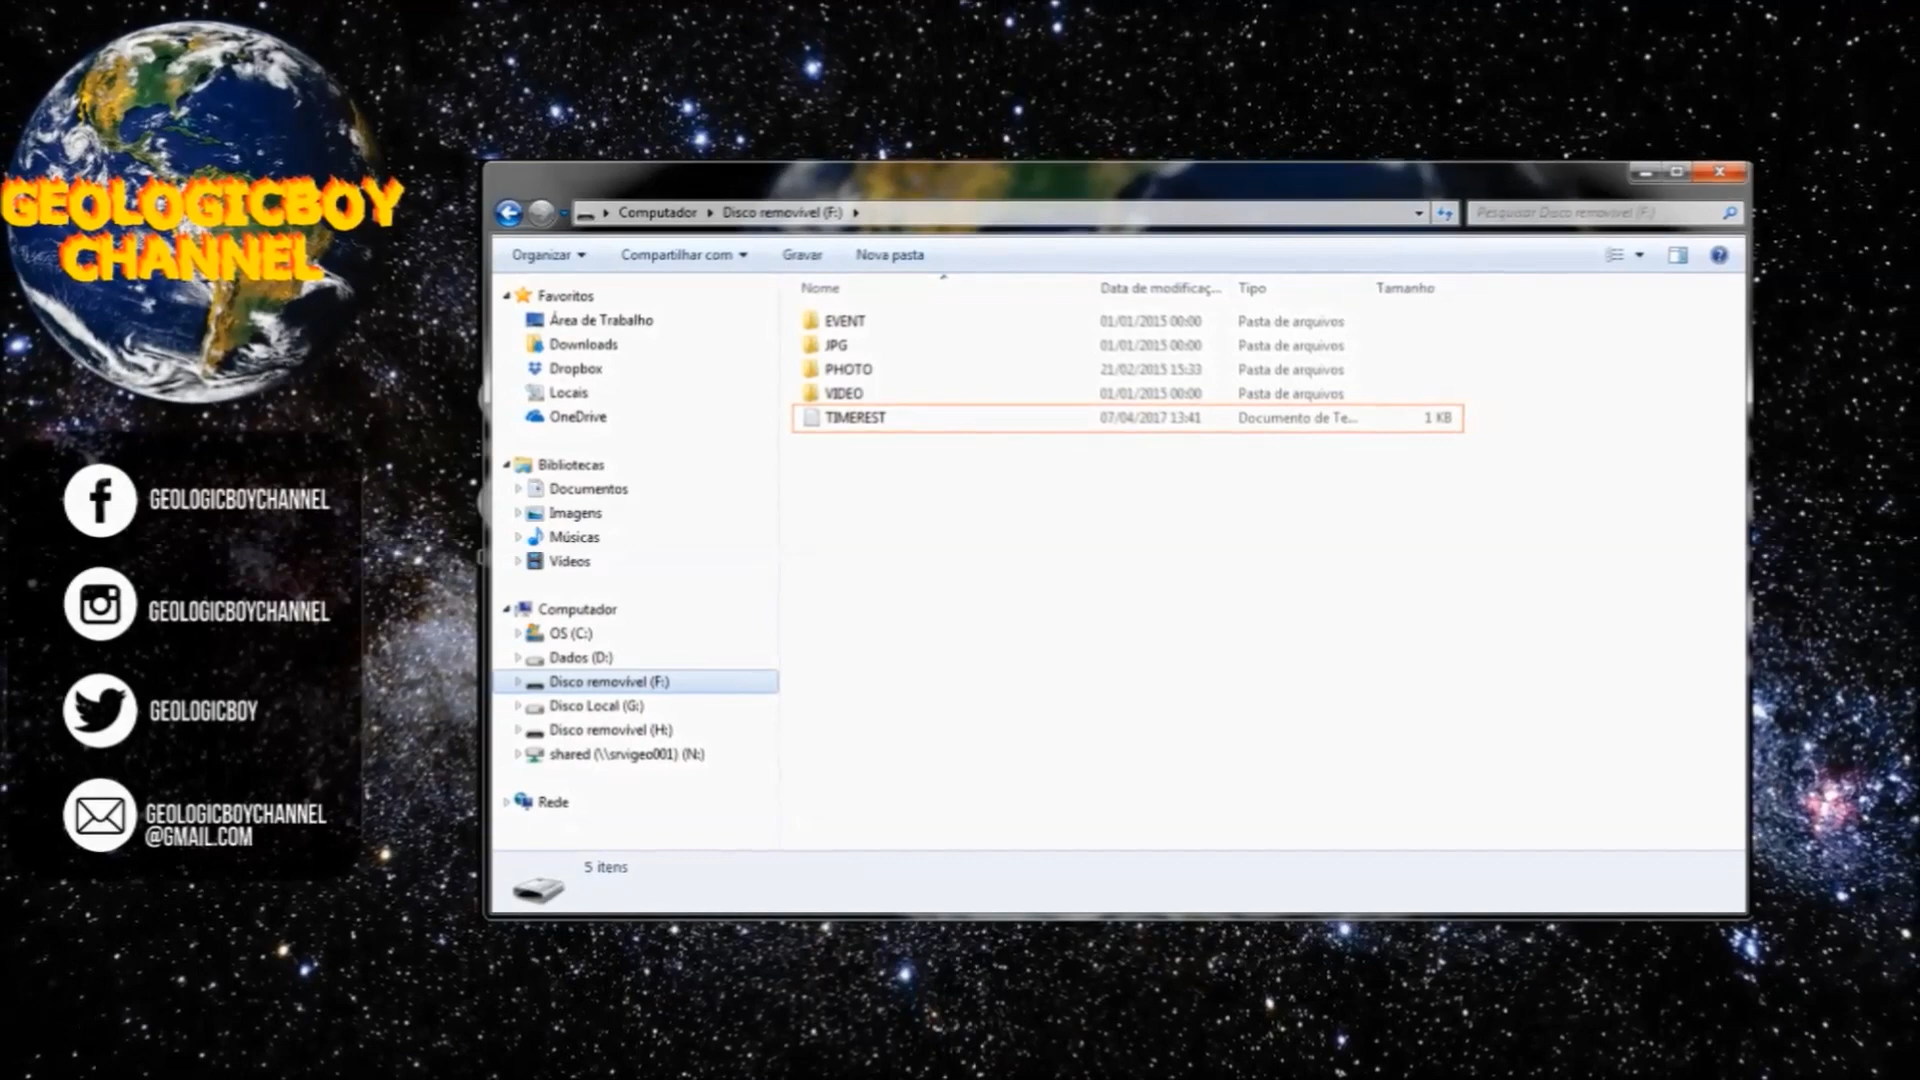 GEOLOGICBOY
CHANNEL
GEOLOGICBOYCHANNEL
GEOLOGICBOYCHANNEL
GEOLOGICBOY
GEOLOGICBOYCHANNEL
@GMAIL.COM
Computador Disco removível (F:)
Pesquisar Disco removível (F:)
Organizar Compartilhar com Gravar Nova pasta
Nome Data de modificaç... Tipo Tamanho
EVENT 01/01/2015 00:00 Pasta de arquivos
JPG 01/01/2015 00:00 Pasta de arquivos
PHOTO 21/02/2015 15:33 Pasta de arquivos
VIDEO 01/01/2015 00:00 Pasta de arquivos
TIMEREST 07/04/2017 13:41 Documento de Te... 1 KB
Favoritos
Área de Trabalho
Downloads
Dropbox
Locais
OneDrive
Bibliotecas
Documentos
Imagens
Músicas
Vídeos
Computador
OS (C:)
Dados (D:)
Disco removível (F:)
Disco Local (G:)
Disco removível (H:)
shared (\\srvigeo001) (N:)
Rede
5 itens